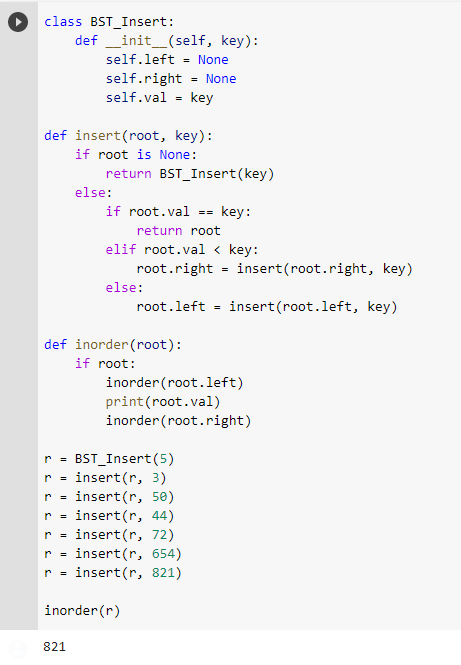 class BST_Insert:
    def __init__(self, key):
        self.left = None
        self.right = None
        self.val = key

def insert(root, key):
    if root is None:
        return BST_Insert(key)
    else:
        if root.val == key:
            return root
        elif root.val < key:
            root.right = insert(root.right, key)
        else:
            root.left = insert(root.left, key)

def inorder(root):
    if root:
        inorder(root.left)
        print(root.val)
        inorder(root.right)

r = BST_Insert(5)
r = insert(r, 3)
r = insert(r, 50)
r = insert(r, 44)
r = insert(r, 72)
r = insert(r, 654)
r = insert(r, 821)

inorder(r)
821